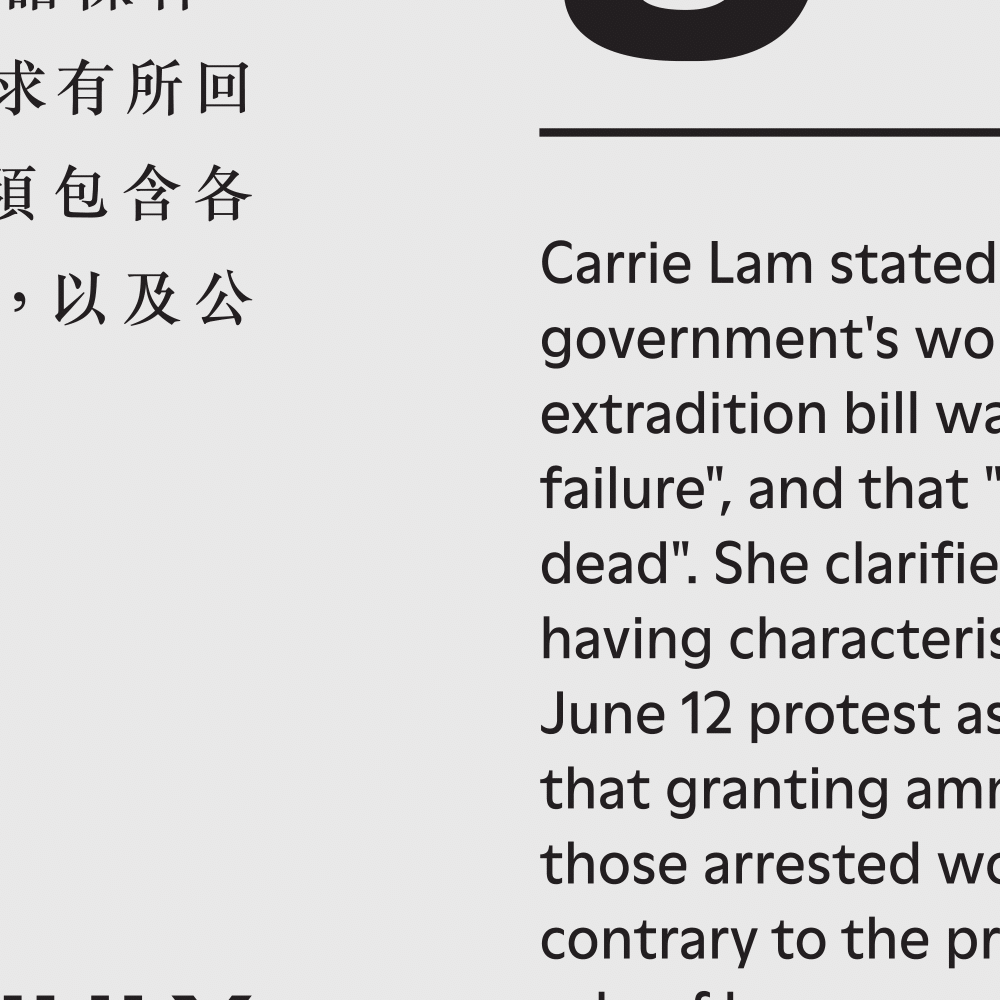 求有所回
包含各
，以及公
Carrie Lam stated
government's wo
extradition bill wa
failure", and that "
dead". She clarifie
having characteris
June 12 protest as
that granting amn
those arrested wo
contrary to the pr